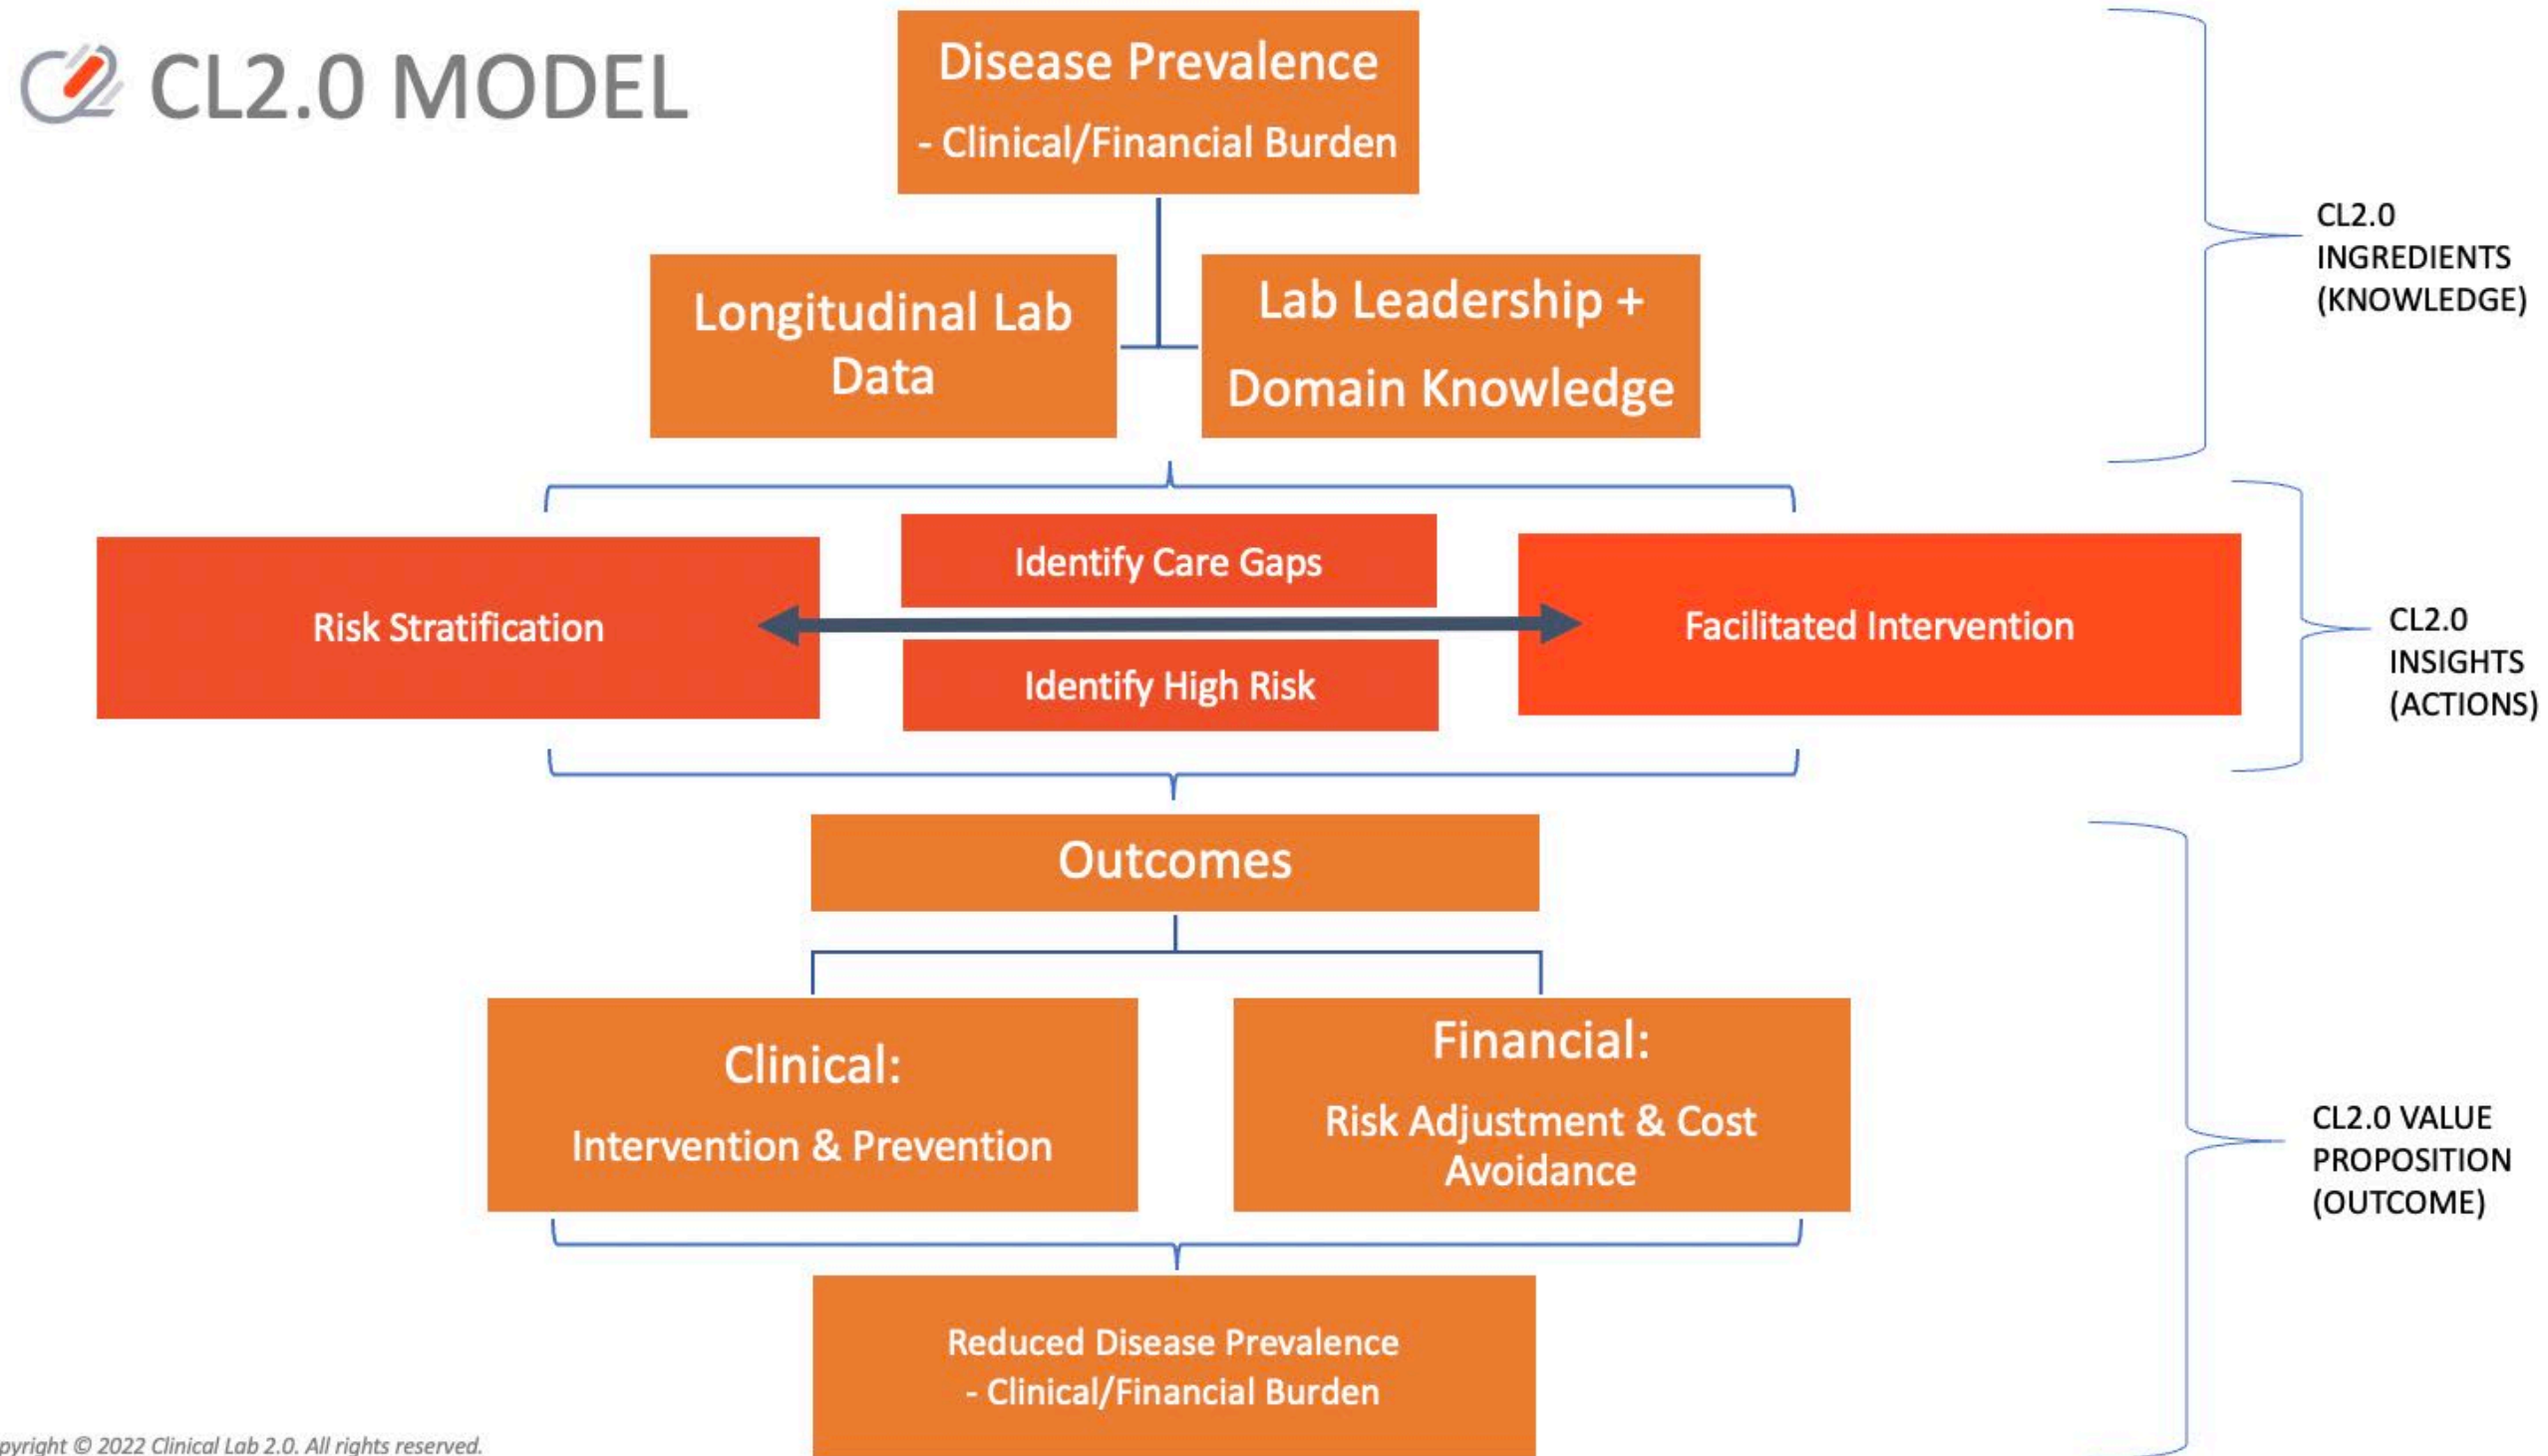 CL2.0 MODEL
Disease Prevalence
- Clinical/Financial Burden
Longitudinal Lab
Data
Lab Leadership +
Domain Knowledge
CL2.0
INGREDIENTS
(KNOWLEDGE)
Risk Stratification
Identify Care Gaps
Identify High Risk
Facilitated Intervention
CL2.0
INSIGHTS
(ACTIONS)
Outcomes
Clinical:
Intervention & Prevention
Financial:
Risk Adjustment & Cost
Avoidance
CL2.0 VALUE
PROPOSITION
(OUTCOME)
Reduced Disease Prevalence
- Clinical/Financial Burden
pyright © 2022 Clinical Lab 2.0. All rights reserved.